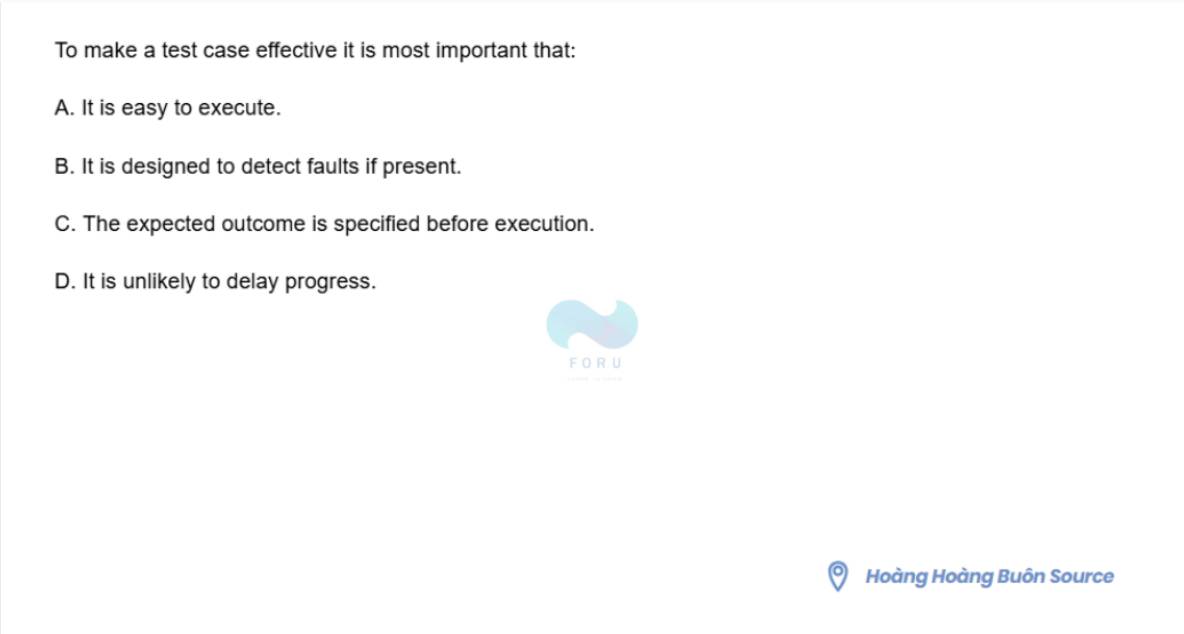 To make a test case effective it is most important that:
A. It is easy to execute.
B. It is designed to detect faults if present.
C. The expected outcome is specified before execution.
D. It is unlikely to delay progress.
FORU
Hoàng Hoàng Buôn Source